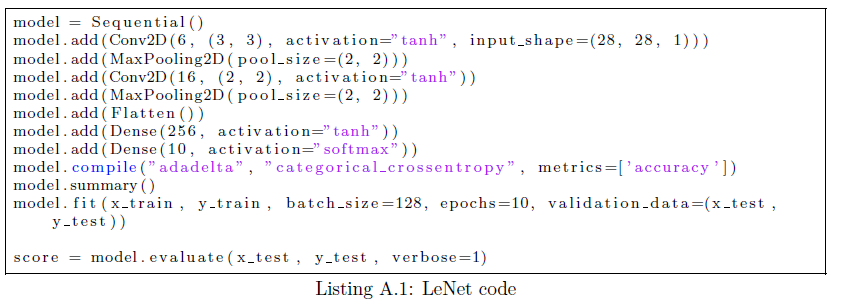 model = Sequential()
model.add(Conv2D(6, (3, 3), activation="tanh", input_shape=(28, 28, 1)))
model.add(MaxPooling2D(pool_size=(2, 2)))
model.add(Conv2D(16, (2, 2), activation="tanh"))
model.add(MaxPooling2D(pool_size=(2, 2)))
model.add(Flatten())
model.add(Dense(256, activation="tanh"))
model.add(Dense(10, activation="softmax"))
model.compile("adadelta", "categorical_crossentropy", metrics=['accuracy'])
model.summary()
model.fit(x_train, y_train, batch_size=128, epochs=10, validation_data=(x_test,
y_test))
score = model.evaluate(x_test, y_test, verbose=1)
Listing A.1: LeNet code